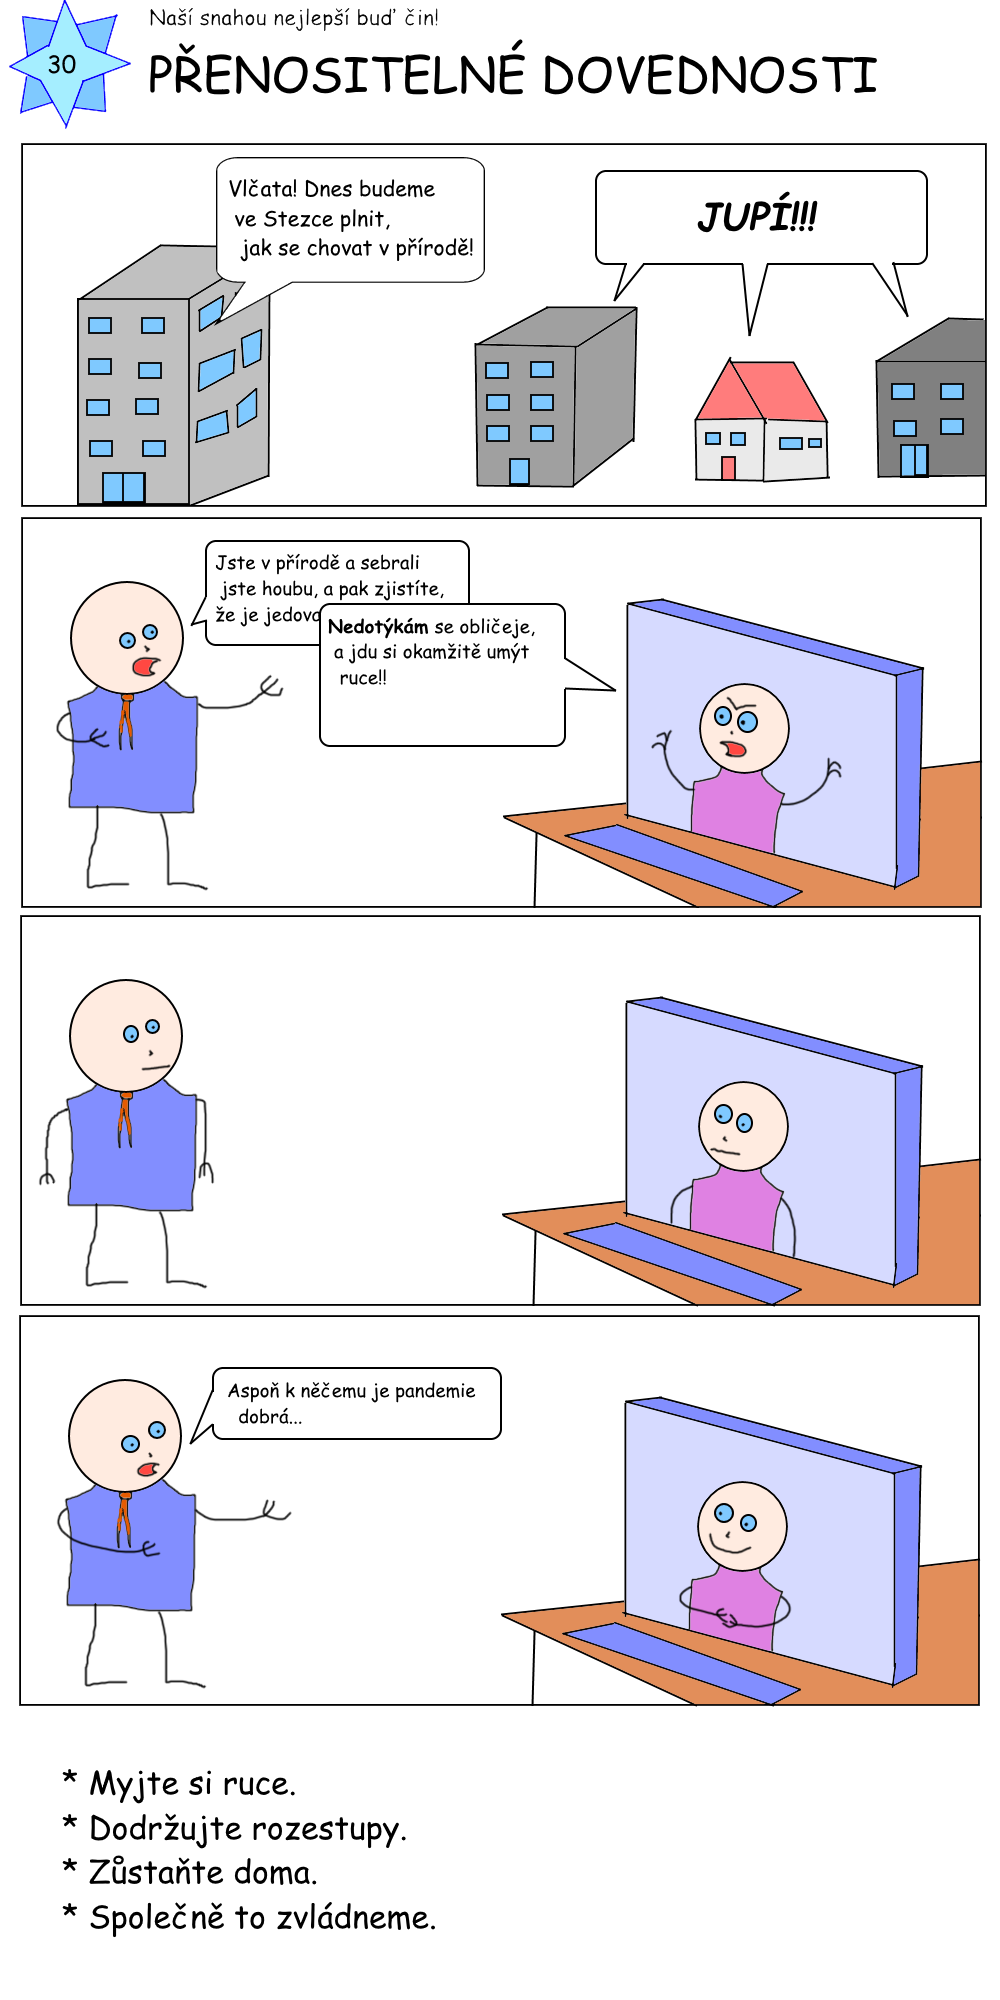 Naší snahou nejlepší buď čin!
30
PŘENOSITELNÉ DOVEDNOSTI
Vlčata! Dnes budeme
ve Stezce plnit,
jak se chovat v přírodě!
JUPÍ!!!
Jste v přírodě a sebrali
jste houbu, a pak zjistíte,
že je
Nedotýkám se obličeje,
a jdu si okamžitě umýt
ruce!!
Aspoň k něčemu je pandemie
dobrá...
* Myjte si ruce.
* Dodržujte rozestupy.
* Zůstaňte doma.
* Společně to zvládneme.